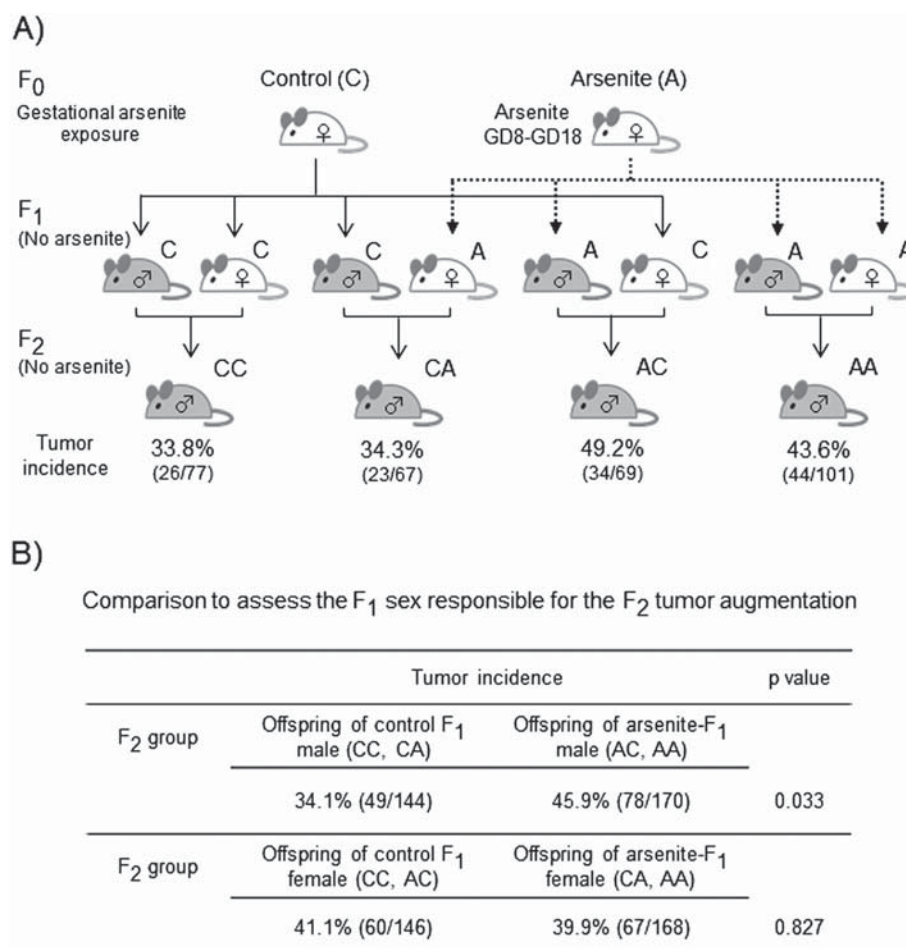 A)
F0
Control (C)
Arsenite (A)
Gestational arsenite
exposure
♀
Arsenite
GD8-GD18
♀
F1
(No arsenite)
C C C A A C A A
♂ ♀ ♂ ♀ ♂ ♀ ♂ ♀
F2
(No arsenite)
CC CA AC AA
♂ ♂ ♂ ♂
Tumor
incidence
33.8% 34.3% 49.2% 43.6%
(26/77) (23/67) (34/69) (44/101)
B)
Comparison to assess the F1 sex responsible for the F2 tumor augmentation
Tumor incidence p value
F2 group
Offspring of control F1
male (CC, CA)
Offspring of arsenite-F1
male (AC, AA)
34.1% (49/144) 45.9% (78/170) 0.033
F2 group
Offspring of control F1
female (CC, AC)
Offspring of arsenite-F1
female (CA, AA)
41.1% (60/146) 39.9% (67/168) 0.827